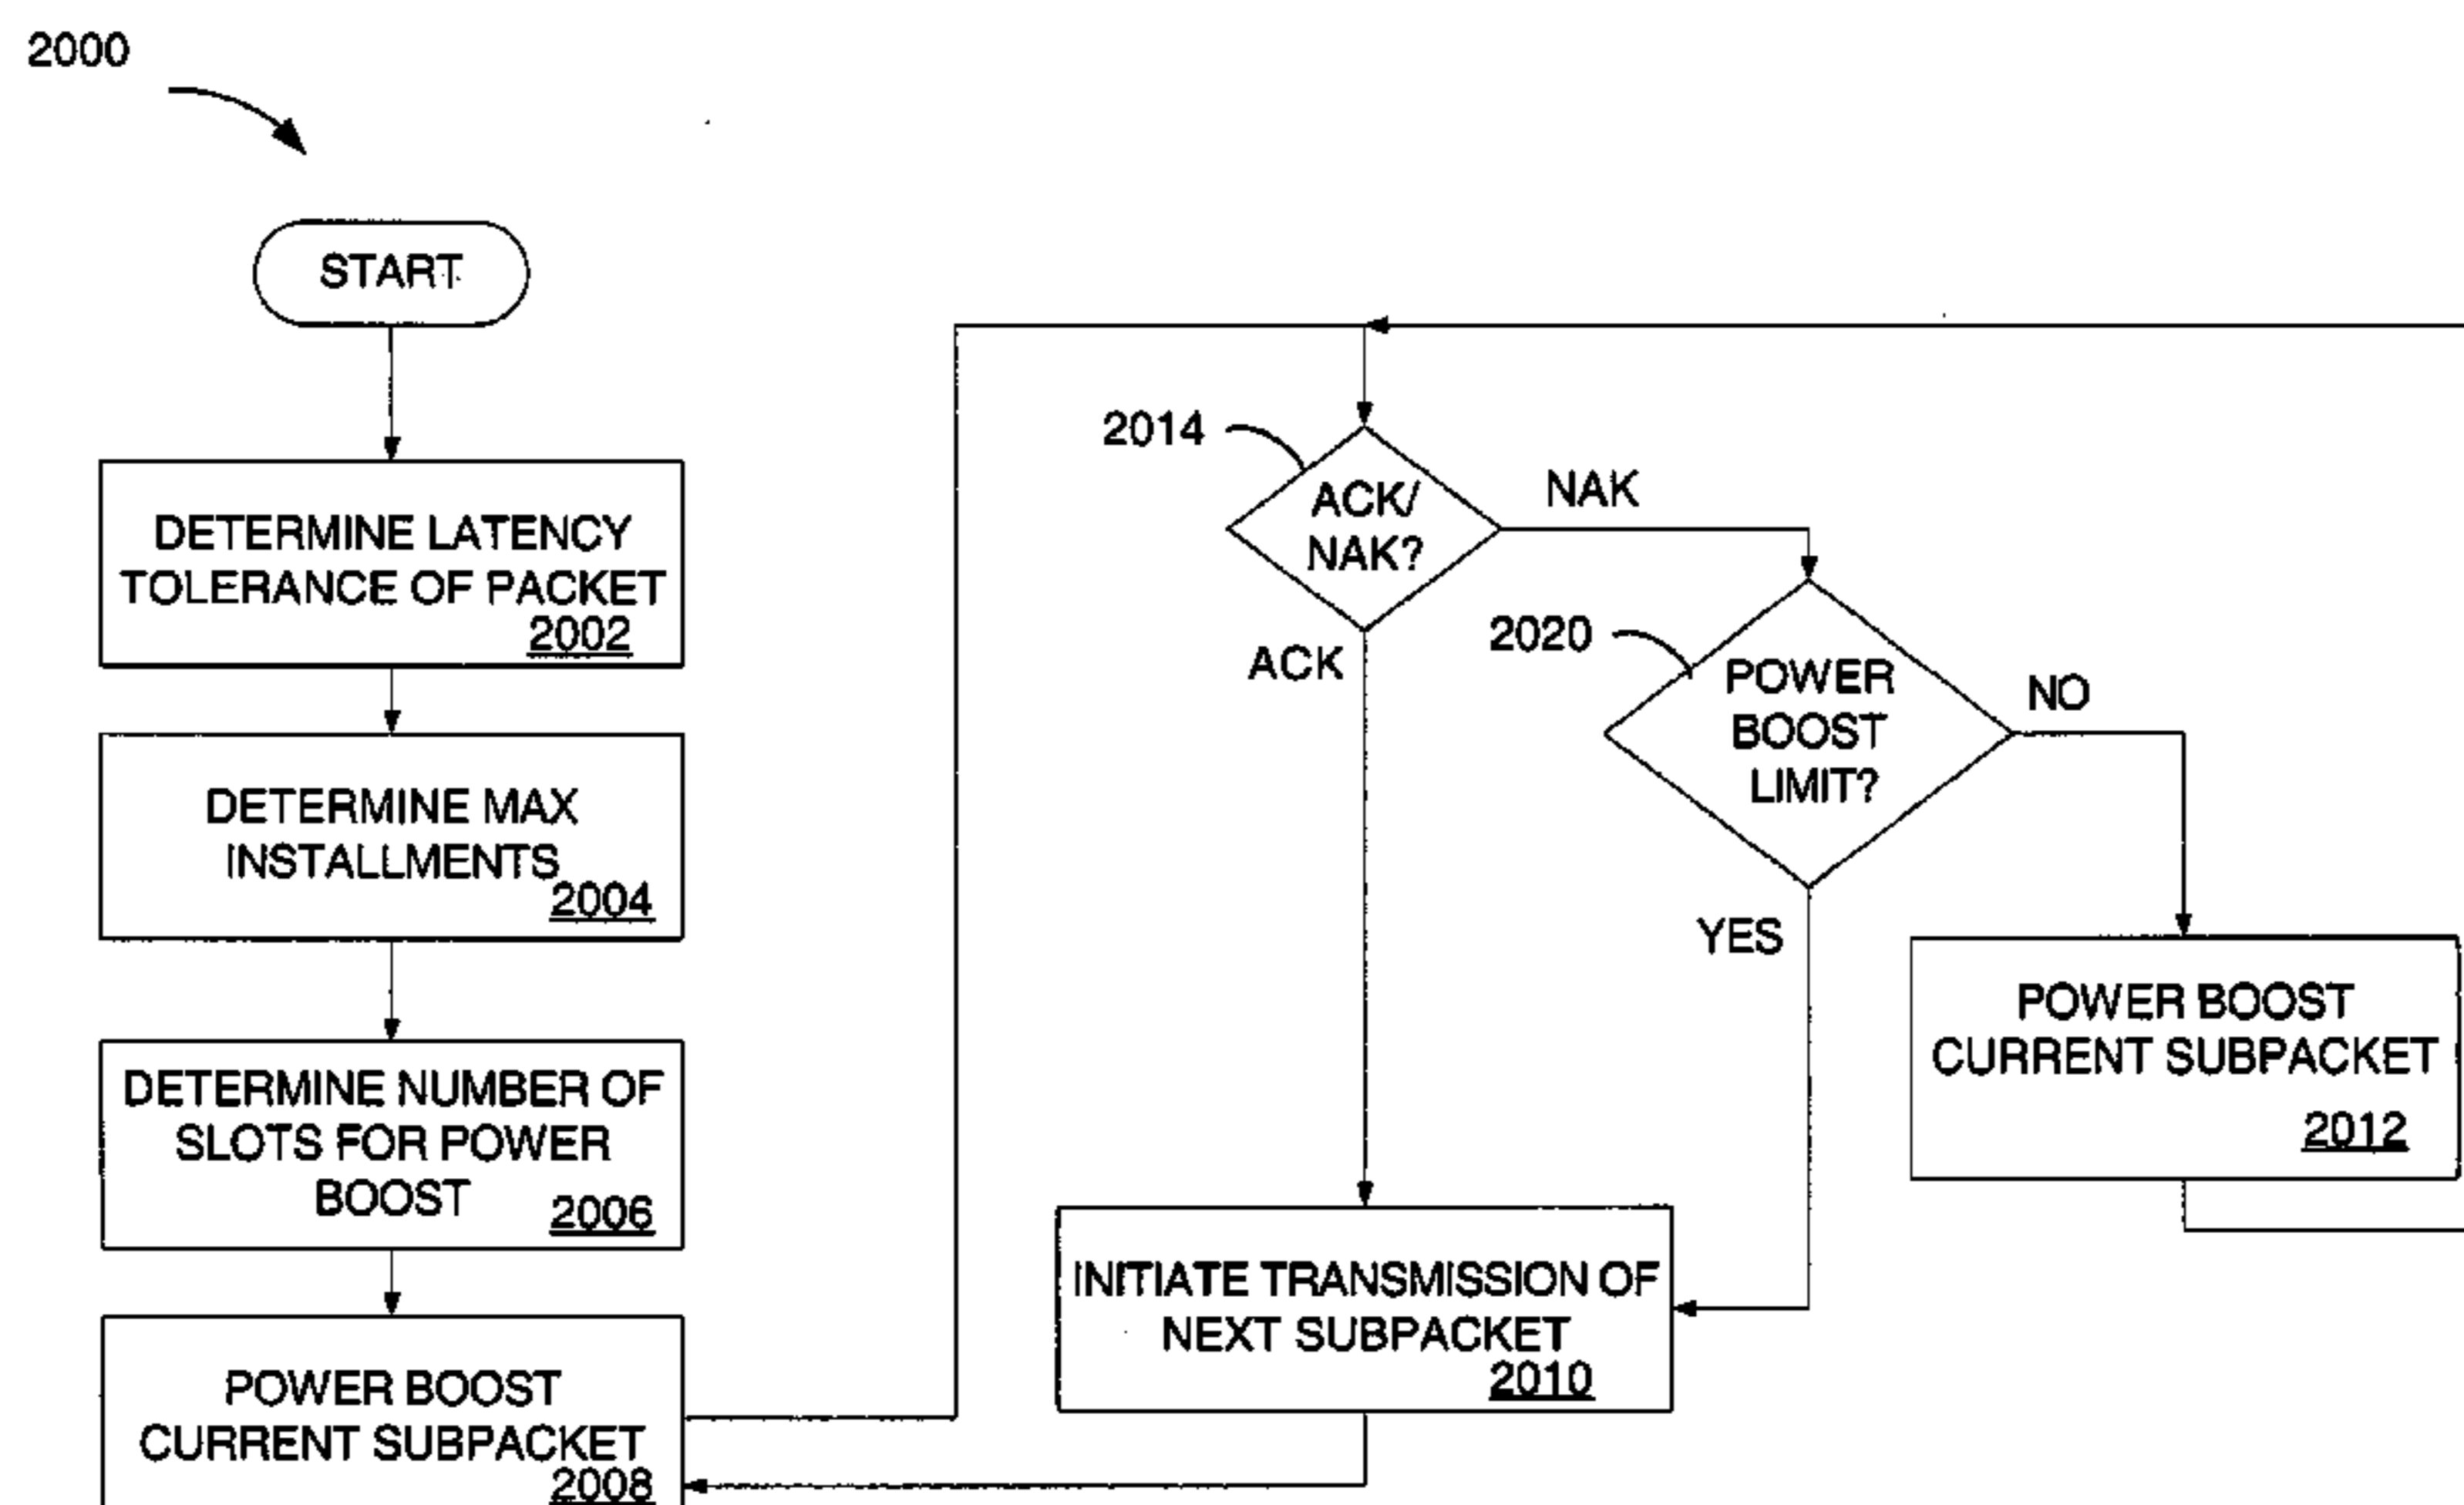 2000
START
DETERMINE LATENCY
TOLERANCE OF PACKET
2002
DETERMINE MAX
INSTALLMENTS
2004
DETERMINE NUMBER OF
SLOTS FOR POWER
BOOST
2006
POWER BOOST
CURRENT SUBPACKET
2008
2014
ACK/
NAK?
NAK
ACK
2020
POWER
BOOST
LIMIT?
NO
YES
POWER BOOST
CURRENT SUBPACKET
2012
INITIATE TRANSMISSION OF
NEXT SUBPACKET
2010